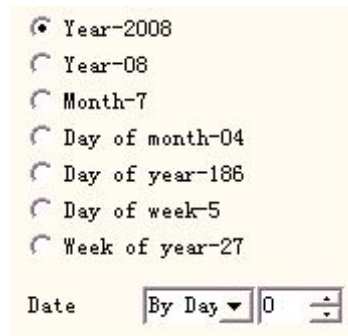 Year-2008
Year-08
Month-7
Day of month-04
Day of year-186
Day of week-5
Week of year-27
Date By Day 0